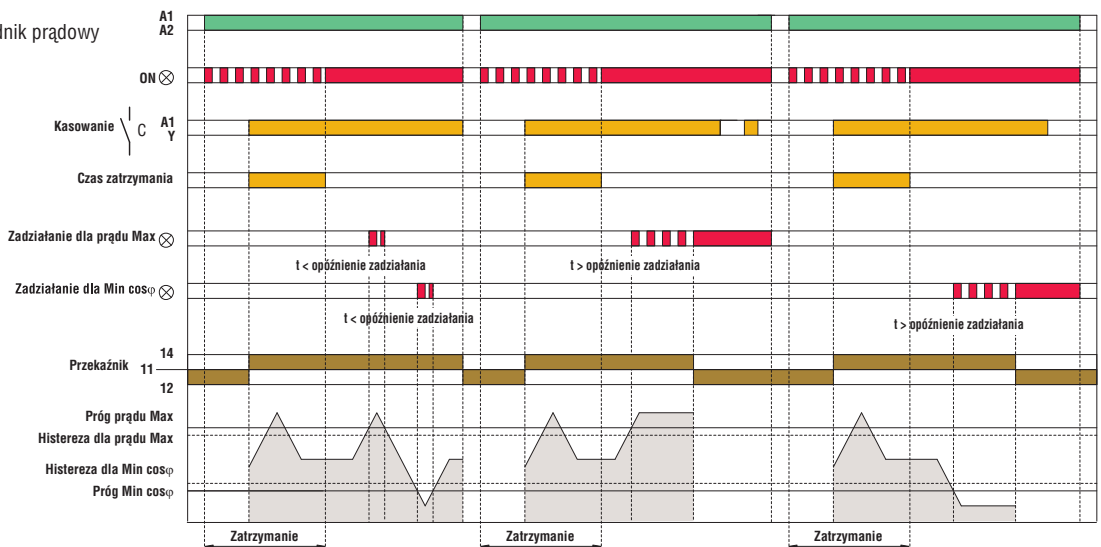 nik prądowy
A1
A2
ON
Kasowanie C A1
Y
Czas zatrzymania
Zadziałanie dla prądu Max
t < opóźnienie zadziałania t > opóźnienie zadziałania
Zadziałanie dla Min cosφ
t < opóźnienie zadziałania t > opóźnienie zadziałania
Przekaźnik 11 14
12
Próg prądu Max
Histereza dla prądu Max
Histereza dla Min cosφ
Próg Min cosφ
Zatrzymanie Zatrzymanie Zatrzymanie